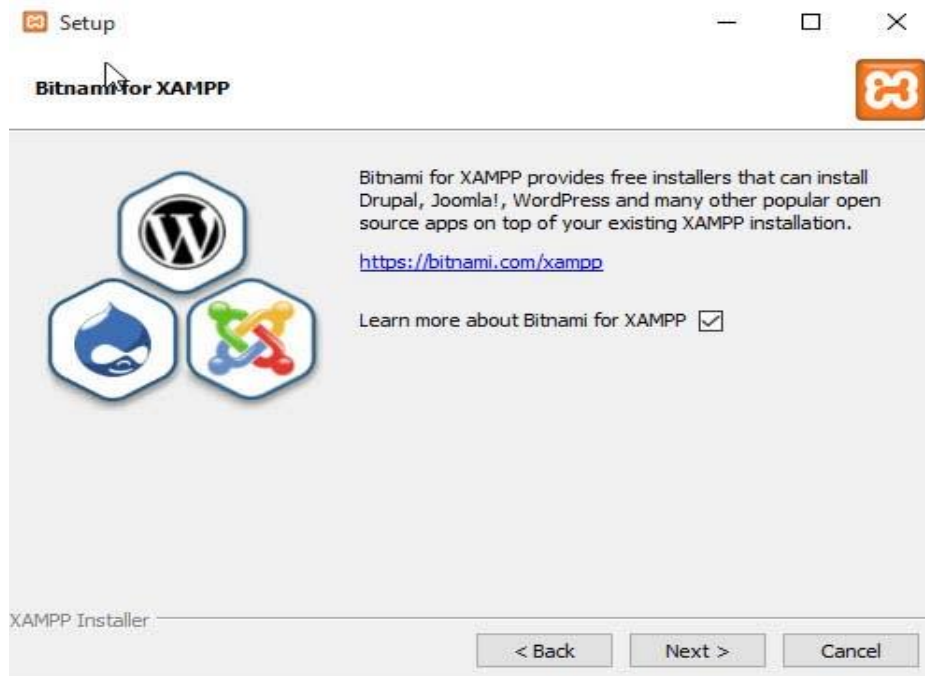 Setup
Bitnami for XAMPP
Bitnami for XAMPP provides free installers that can install
Drupal, Joomla!, WordPress and many other popular open
source apps on top of your existing XAMPP installation.
https://bitnami.com/xampp
Learn more about Bitnami for XAMPP
XAMPP Installer
< Back
Next >
Cancel